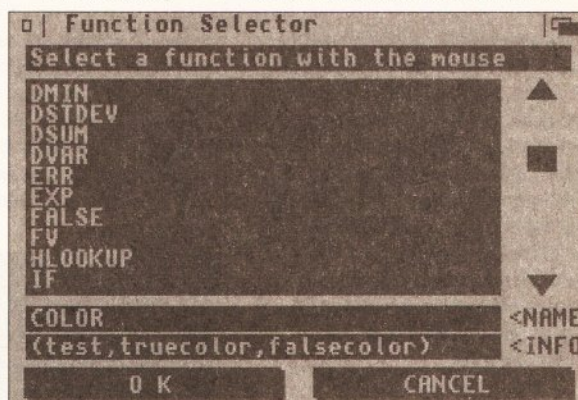 Function Selector
Select a function with the mouse
DMIN
DSTDEV
DSUM
DVAR
ERR
EXP
FALSE
FV
HLOOKUP
IF
COLOR <NAME
(test,truecolor,falsecolor) <INFO
OK CANCEL